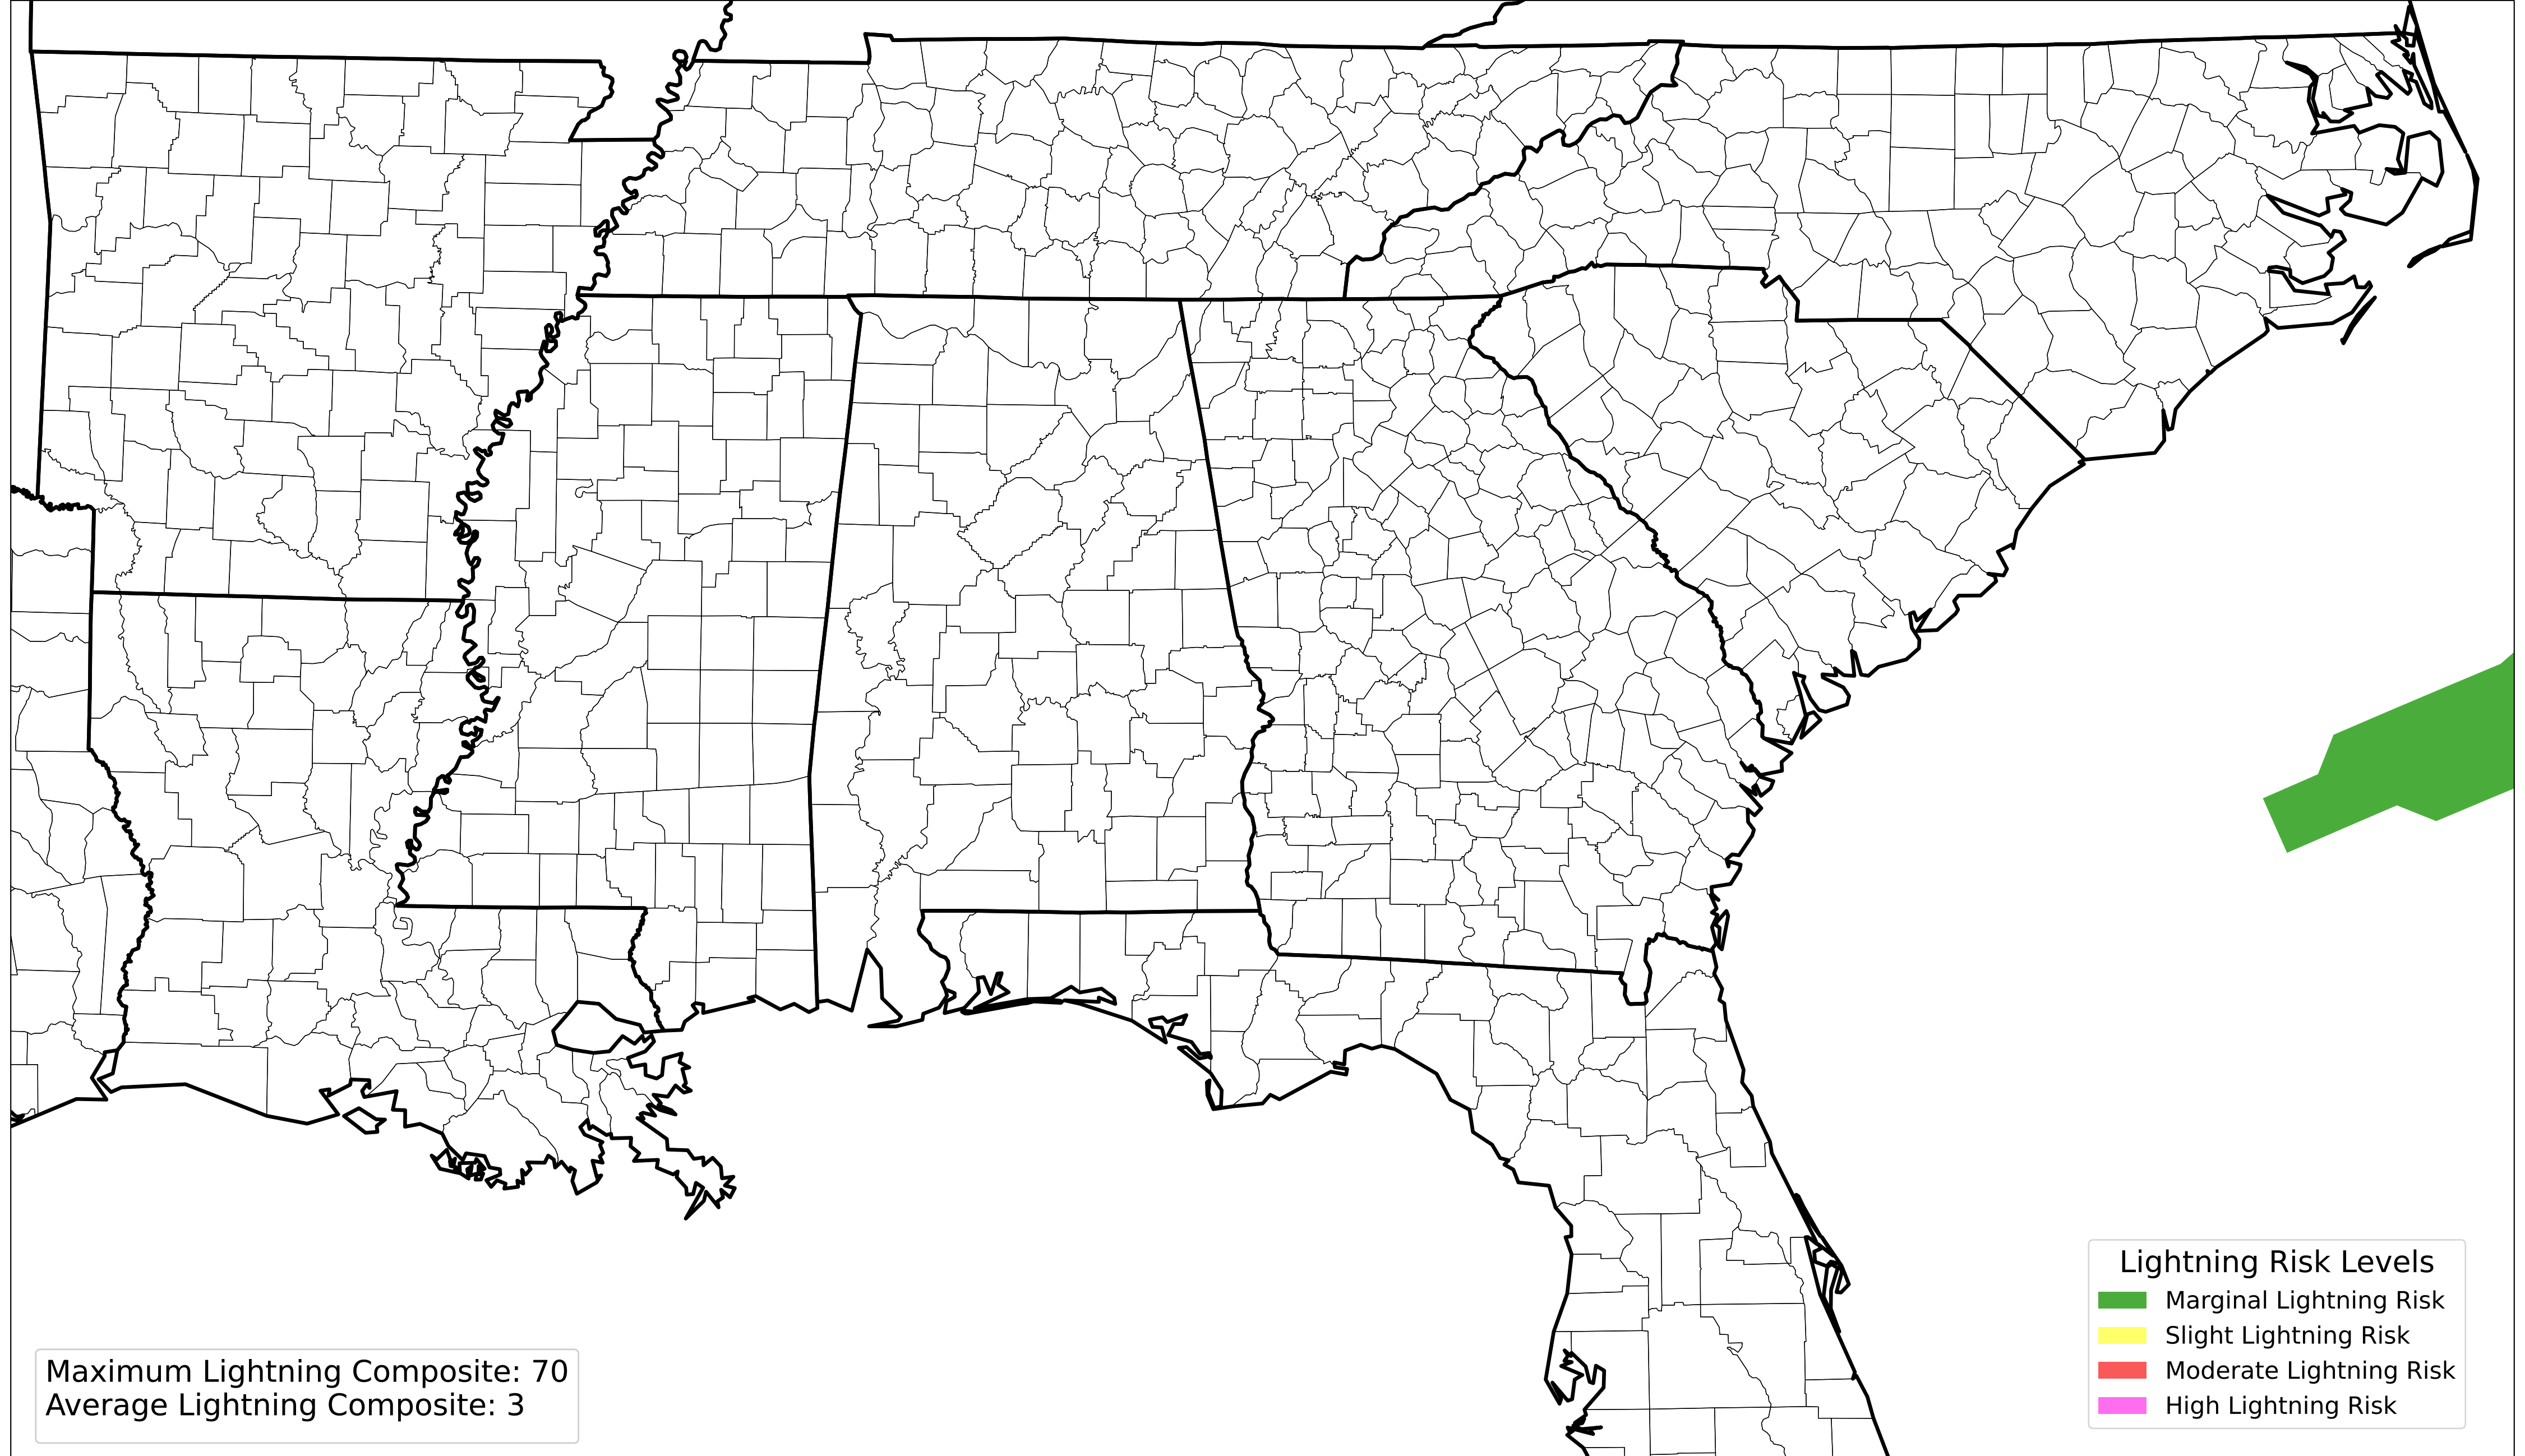 Lightning Risk Levels
Marginal Lightning Risk
Slight Lightning Risk
Moderate Lightning Risk
High Lightning Risk
Maximum Lightning Composite: 70
Average Lightning Composite: 3